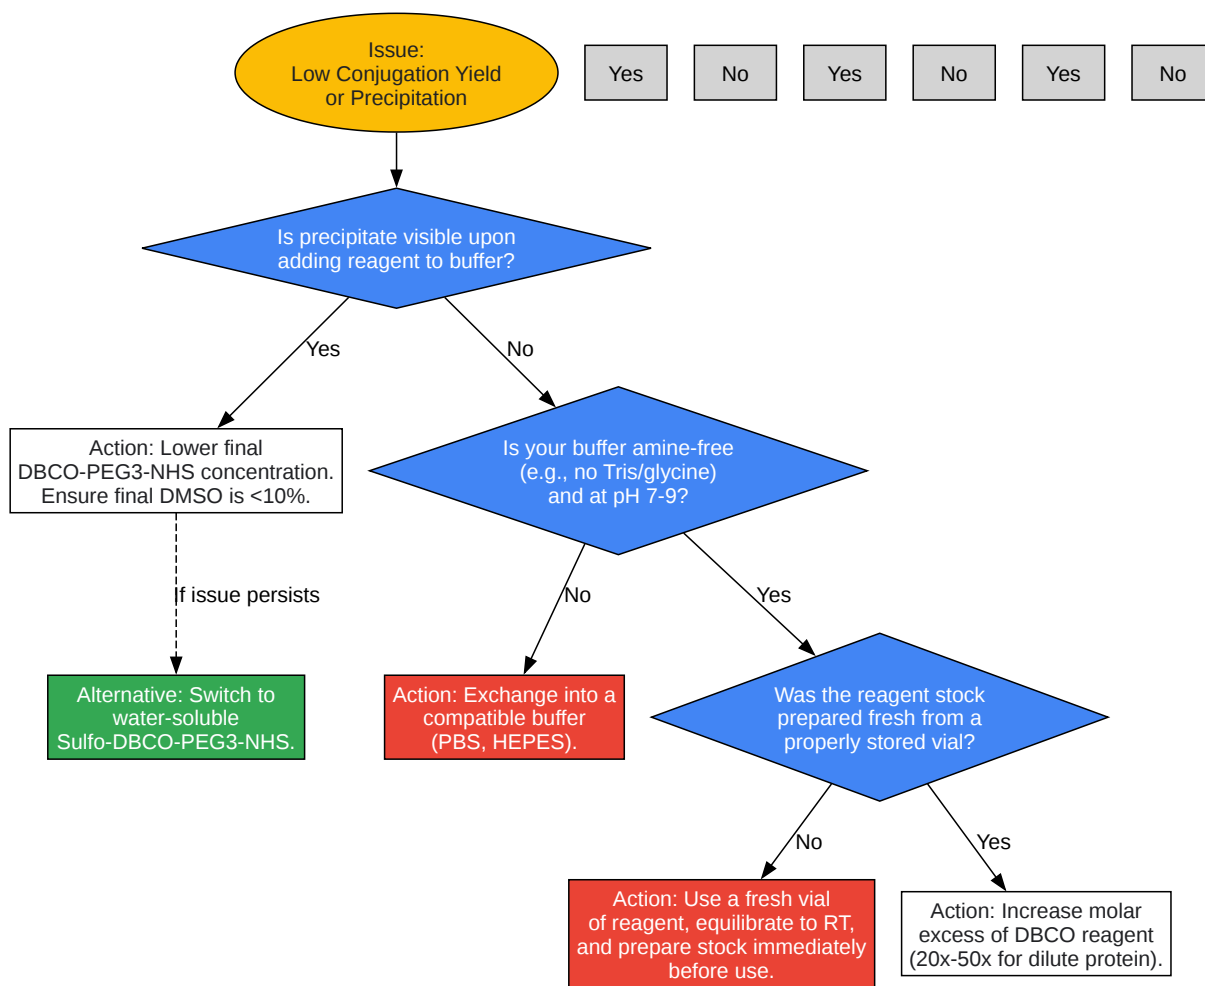 Issue:
Low Conjugation Yield
or Precipitation
Yes
No
Yes
No
Yes
No
Is precipitate visible upon
adding reagent to buffer?
Yes
No
Action: Lower final
DBCO-PEG3-NHS concentration.
Ensure final DMSO is <10%.
Is your buffer amine-free
(e.g., no Tris/glycine)
and at pH 7-9?
If issue persists
No
Yes
Alternative: Switch to
water-soluble
Sulfo-DBCO-PEG3-NHS.
Action: Exchange into a
compatible buffer
(PBS, HEPES).
Was the reagent stock
prepared fresh from a
properly stored vial?
No
Yes
Action: Use a fresh vial
of reagent, equilibrate to RT,
and prepare stock immediately
before use.
Action: Increase molar
excess of DBCO reagent
(20x-50x for dilute protein).